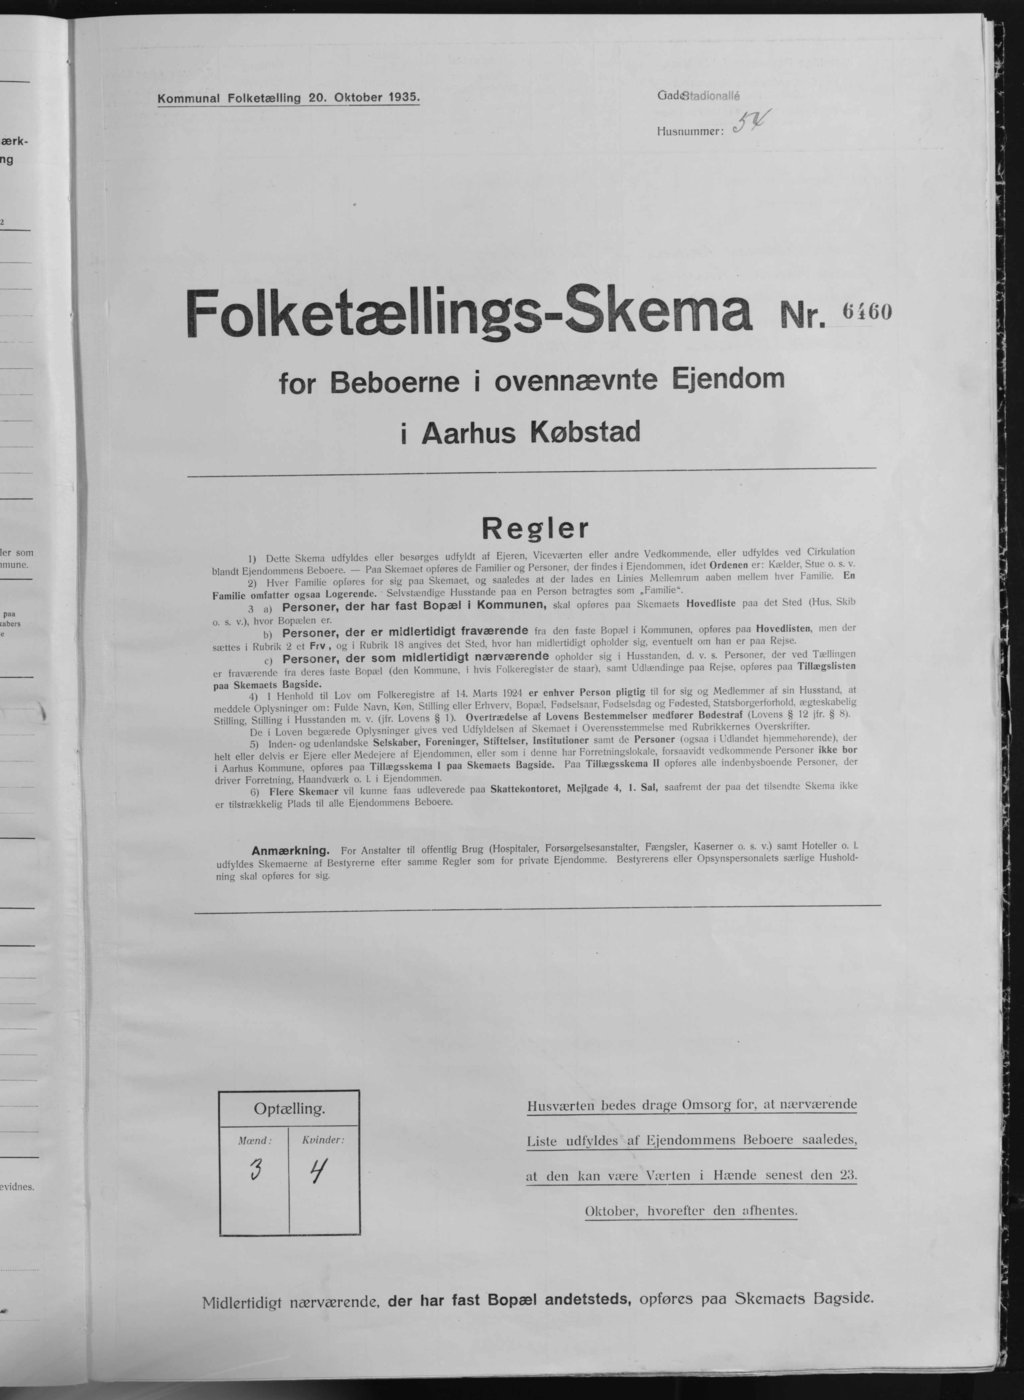 ærk-
ng
2
ler som
mune.
paa
kabers
e
evidnes.
Kommunal Folketælling 20. Oktober 1935.
Gade: Stadionallé
Husnummer: 54
Folketællings-Skema Nr. 6460
for Beboerne i ovennævnte Ejendom
i Aarhus Købstad
Regler
1) Dette Skema udfyldes eller besørges udfyldt af Ejeren, Viceværten eller andre Vedkommende, eller udfyldes ved Cirkulation
blandt Ejendommens Beboere. — Paa Skemaet opføres de Familier og Personer, der findes i Ejendommen, idet Ordenen er: Kælder, Stue o. s. v.
2) Hver Familie opføres for sig paa Skemaet, og saaledes at der lades en Linies Mellemrum aaben mellem hver Familie. En
Familie omfatter ogsaa Logerende. Selvstændige Husstande paa en Person betragtes som „Familie“.
3 a) Personer, der har fast Bopæl i Kommunen, skal opføres paa Skemaets Hovedliste paa det Sted (Hus, Skib
o. s. v.), hvor Bopælen er.
b) Personer, der er midlertidigt fraværende fra den faste Bopæl i Kommunen, opføres paa Hovedlisten, men der
sættes i Rubrik 2 et Frv., og i Rubrik 18 angives det Sted, hvor han midlertidigt opholder sig, eventuelt om han er paa Rejse.
c) Personer, der som midlertidigt nærværende opholder sig i Husstanden, d. v. s. Personer, der ved Tællingen
er fraværende fra deres faste Bopæl (den Kommune, i hvis Folkeregister de staar), samt Udlændinge paa Rejse, opføres paa Tillægslisten
paa Skemaets Bagside.
4) I Henhold til Lov om Folkeregistre af 14. Marts 1924 er enhver Person pligtig til for sig og Medlemmer af sin Husstand, at
meddele Oplysninger om: Fulde Navn, Køn, Stilling eller Erhverv, Bopæl, Fødselsaar, Fødselsdag og Fødested, Statsborgerforhold, ægteskabelig
Stilling, Stilling i Husstanden m. v. (jfr. Lovens § 1). Overtrædelse af Lovens Bestemmelser medfører Bødestraf (Lovens § 12 jfr. § 8).
De i Loven begærede Oplysninger gives ved Udfyldelsen af Skemaet i Overensstemmelse med Rubrikkernes Overskrifter.
5) Inden- og udenlandske Selskaber, Foreninger, Stiftelser, Institutioner samt de Personer (ogsaa i Udlandet hjemmehørende), der
helt eller delvis er Ejere eller Medejere af Ejendommen, eller som i denne har Forretningslokale, forsaavidt vedkommende Personer ikke bor
i Aarhus Kommune, opføres paa Tillægsskema I paa Skemaets Bagside. Paa Tillægsskema II opføres alle indenbysboende Personer, der
driver Forretning, Haandværk o. l. i Ejendommen.
6) Flere Skemaer vil kunne faas udleverede paa Skattekontoret, Mejlgade 4, 1. Sal, saafremt der paa det tilsendte Skema ikke
er tilstrækkelig Plads til alle Ejendommens Beboere.
Anmærkning. For Anstalter til offentlig Brug (Hospitaler, Forsørgelsesanstalter, Fængsler, Kaserner o. s. v.) samt Hoteller o. l.
udfyldes Skemaerne af Bestyrerne efter samme Regler som for private Ejendomme. Bestyrerens eller Opsynspersonalets særlige Hushold-
ning skal opføres for sig.
Optælling.
Mænd: Kvinder:
3 4
Husværten bedes drage Omsorg for, at nærværende
Liste udfyldes af Ejendommens Beboere saaledes,
at den kan være Værten i Hænde senest den 23.
Oktober, hvorefter den afhentes.
Midlertidigt nærværende, der har fast Bopæl andetsteds, opføres paa Skemaets Bagside.